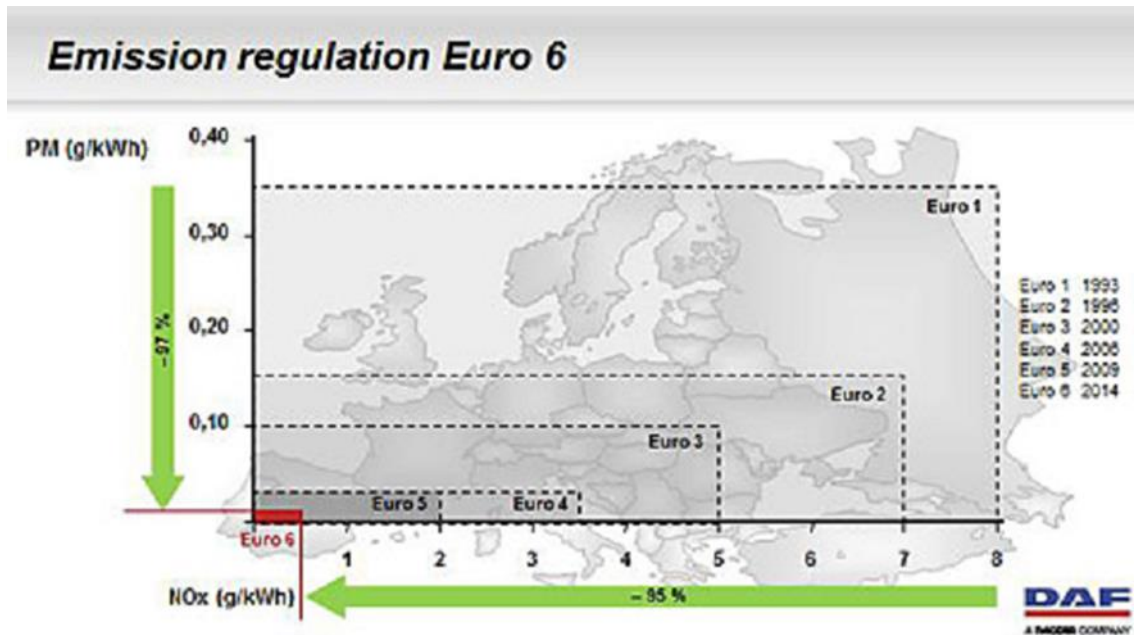 Emission regulation Euro 6
PM (g/kWh)
0,40
0,30
0,20
0,10
–97 %
Euro 1
Euro 2
Euro 3
Euro 5
Euro 4
Euro 6
1 2 3 4 5 6 7 8
NOx (g/kWh)
– 95 %
Euro 1 1993
Euro 2 1996
Euro 3 2000
Euro 4 2006
Euro 5 2009
Euro 6 2014
DAF
A PACCAR COMPANY